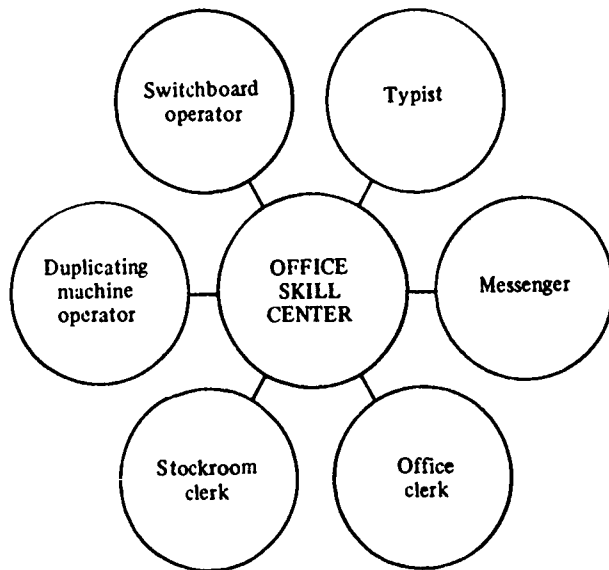 Switchboard
operator
Typist
Duplicating
machine
operator
OFFICE
SKILL
CENTER
Messenger
Stockroom
clerk
Office
clerk